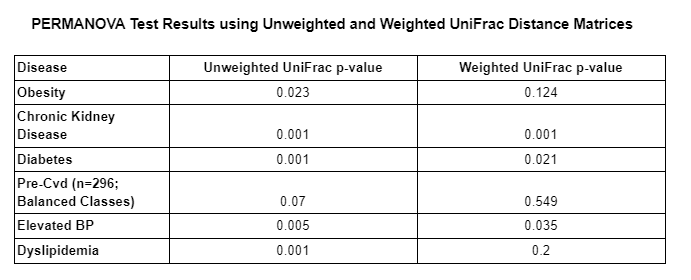 PERMANOVA Test Results using Unweighted and Weighted UniFrac Distance Matrices
Disease Unweighted UniFrac p-value Weighted UniFrac p-value
Obesity 0.023 0.124
Chronic Kidney
Disease 0.001 0.001
Diabetes 0.001 0.021
Pre-Cvd (n=296;
Balanced Classes) 0.07 0.549
Elevated BP 0.005 0.035
Dyslipidemia 0.001 0.2